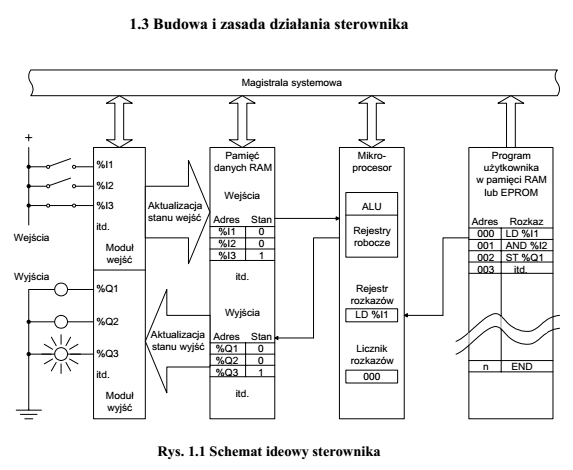 1.3 Budowa i zasada działania sterownika
Magistrala systemowa
+
%I1
%I2
%I3
itd.
Wejścia
Moduł
wejść
Wyjścia
%Q1
%Q2
%Q3
itd.
Moduł
wyjść
Aktualizacja
stanu wejść
Aktualizacja
stanu wyjść
Pamięć
danych RAM
Wejścia
Adres Stan
%I1 0
%I2 0
%I3 1
itd.
Wyjścia
Adres Stan
%Q1 0
%Q2 0
%Q3 1
itd.
Mikro-
procesor
ALU
Rejestry
robocze
Rejestr
rozkazów
LD %I1
Licznik
rozkazów
000
Program
użytkownika
w pamięci RAM
lub EPROM
Adres Rozkaz
000 LD %I1
001 AND %I2
002 ST %Q1
003 itd.
n END
Rys. 1.1 Schemat ideowy sterownika